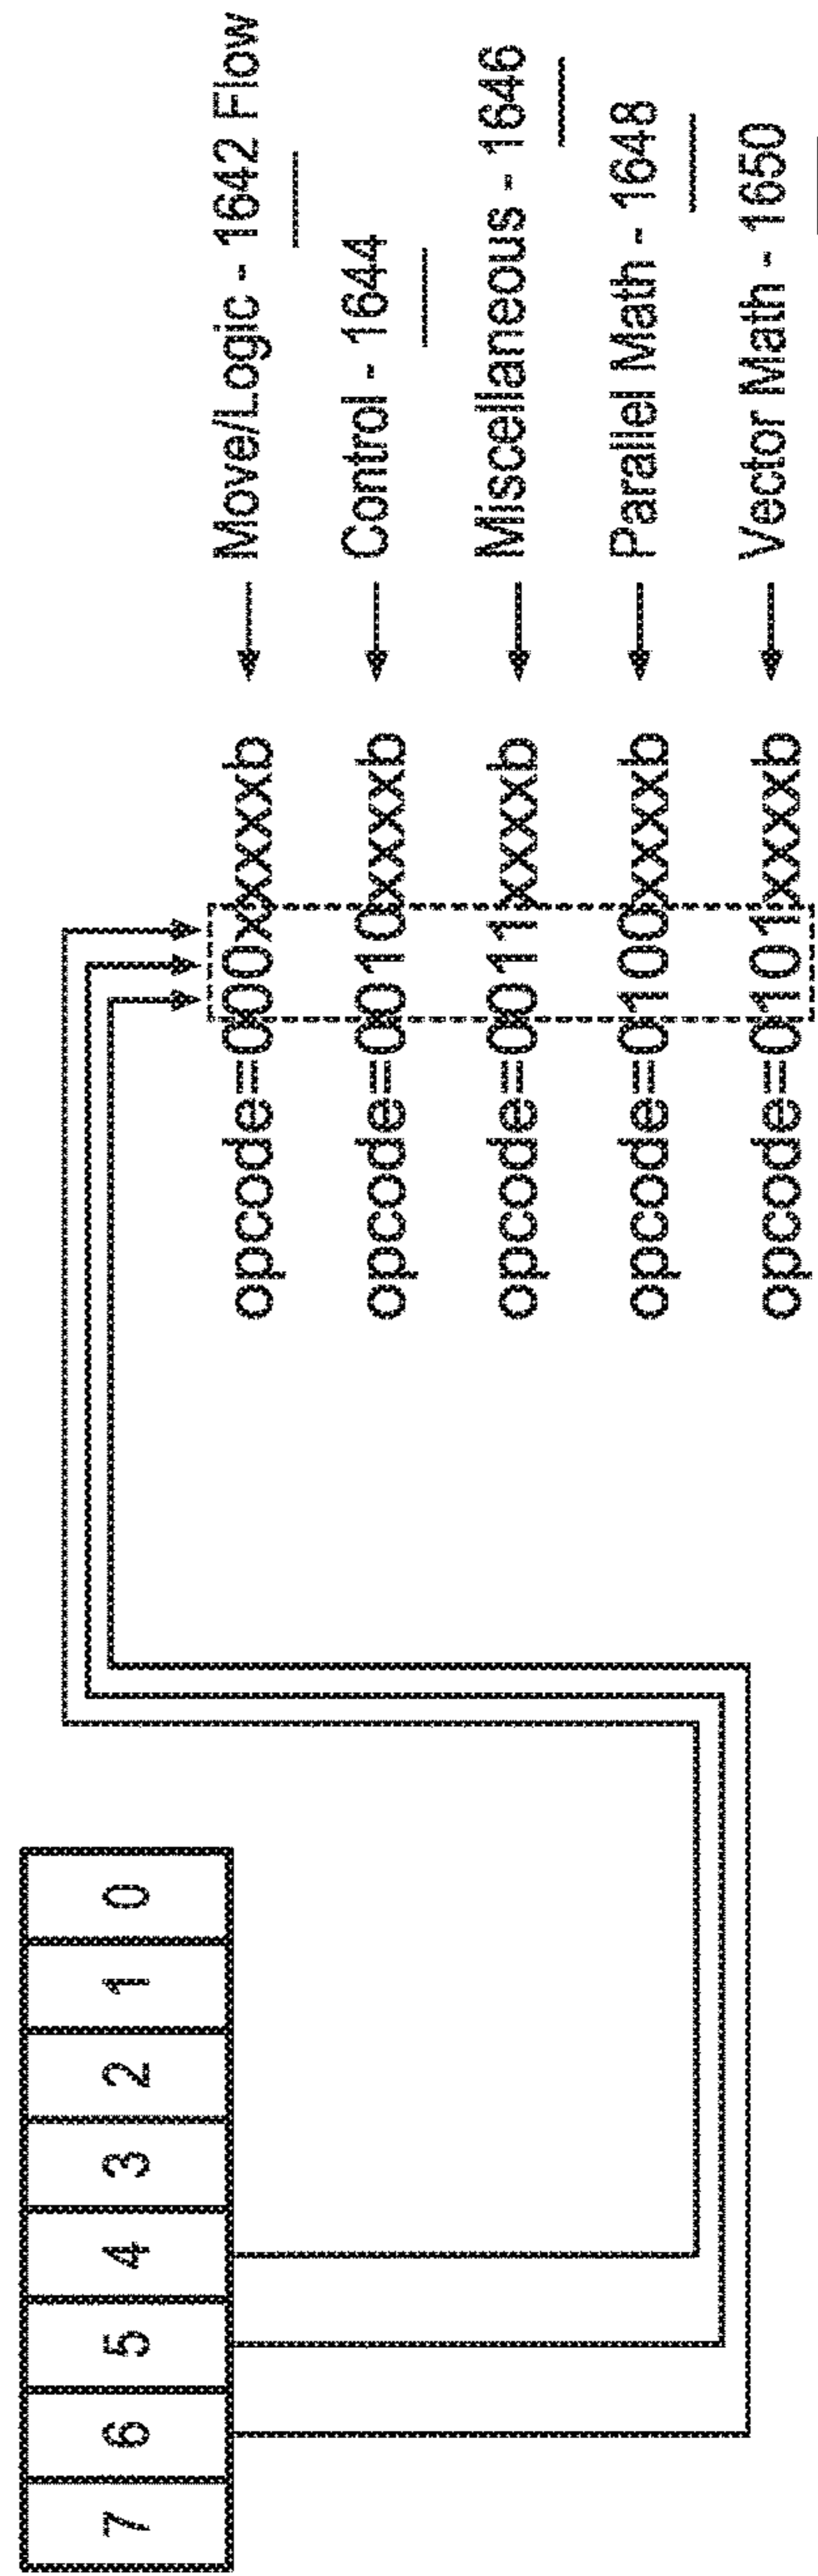 7 6 5 4 3 2 1 0
opcode=000xxxxxb ← Move/Logic - 1642 Flow
opcode=0010xxxxb ← Control - 1644
opcode=0011xxxxb ← Miscellaneous - 1646
opcode=0100xxxxb ← Parallel Math - 1648
opcode=0101xxxxb ← Vector Math - 1650